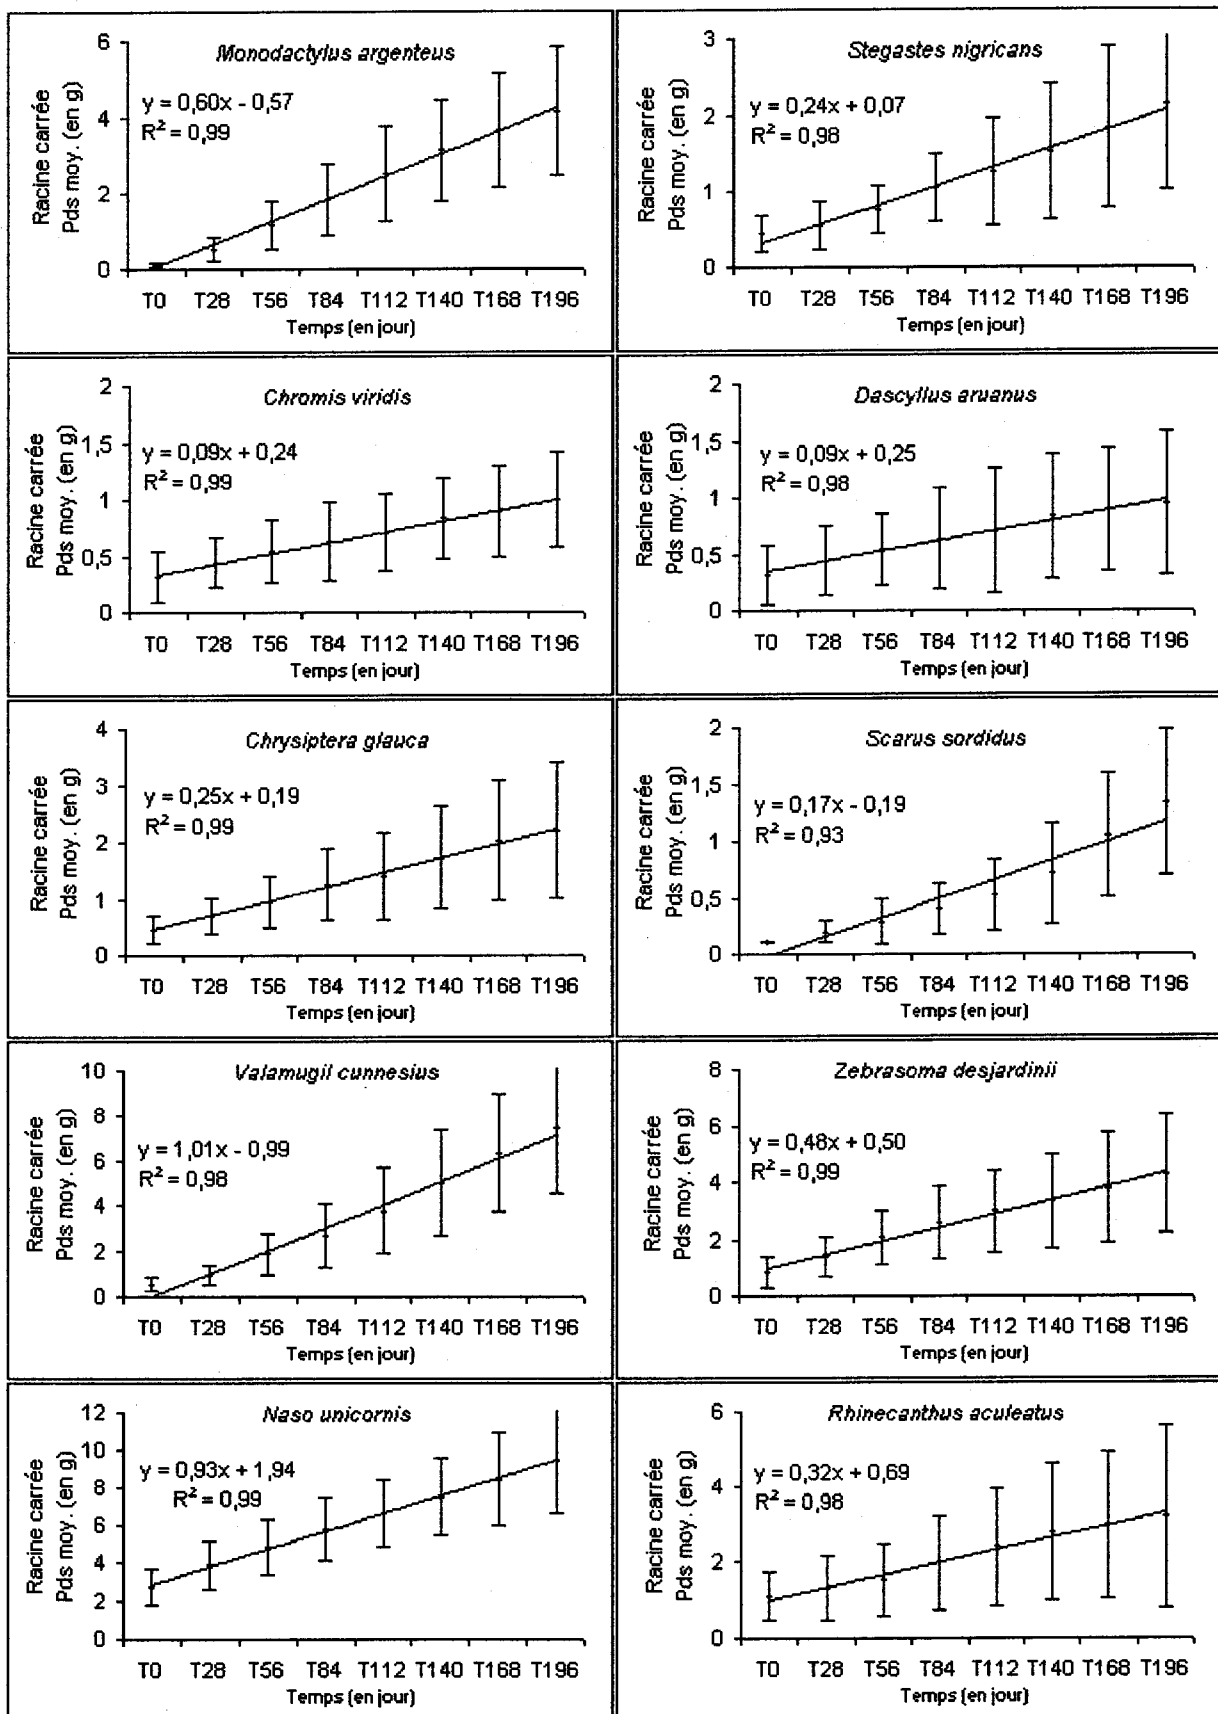 Monodactylus argenteus
y = 0,60x - 0,57
R² = 0,99
Racine carrée
Pds moy. (en g)
6
4
2
0
T0 T28 T56 T84 T112 T140 T168 T196
Temps (en jour)
Stegastes nigricans
y = 0,24x + 0,07
R² = 0,98
Racine carrée
Pds moy. (en g)
3
2
1
0
T0 T28 T56 T84 T112 T140 T168 T196
Temps (en jour)
Chromis viridis
y = 0,09x + 0,24
R² = 0,99
Racine carrée
Pds moy. (en g)
2
1,5
1
0,5
0
T0 T28 T56 T84 T112 T140 T168 T196
Temps (en jour)
Dascyllus aruanus
y = 0,09x + 0,25
R² = 0,98
Racine carrée
Pds moy. (en g)
2
1,5
1
0,5
0
T0 T28 T56 T84 T112 T140 T168 T196
Temps (en jour)
Chrysiptera glauca
y = 0,25x + 0,19
R² = 0,99
Racine carrée
Pds moy. (en g)
4
3
2
1
0
T0 T28 T56 T84 T112 T140 T168 T196
Temps (en jour)
Scarus sordidus
y = 0,17x - 0,19
R² = 0,93
Racine carrée
Pds moy. (en g)
2
1,5
1
0,5
0
T0 T28 T56 T84 T112 T140 T168 T196
Temps (en jour)
Valamugil cunnesius
y = 1,01x - 0,99
R² = 0,98
Racine carrée
Pds moy. (en g)
10
8
6
4
2
0
T0 T28 T56 T84 T112 T140 T168 T196
Temps (en jour)
Zebrasoma desjardinii
y = 0,48x + 0,50
R² = 0,99
Racine carrée
Pds moy. (en g)
8
6
4
2
0
T0 T28 T56 T84 T112 T140 T168 T196
Temps (en jour)
Naso unicornis
y = 0,93x + 1,94
R² = 0,99
Racine carrée
Pds moy. (en g)
12
10
8
6
4
2
0
T0 T28 T56 T84 T112 T140 T168 T196
Temps (en jour)
Rhinecanthus aculeatus
y = 0,32x + 0,69
R² = 0,98
Racine carrée
Pds moy. (en g)
6
4
2
0
T0 T28 T56 T84 T112 T140 T168 T196
Temps (en jour)